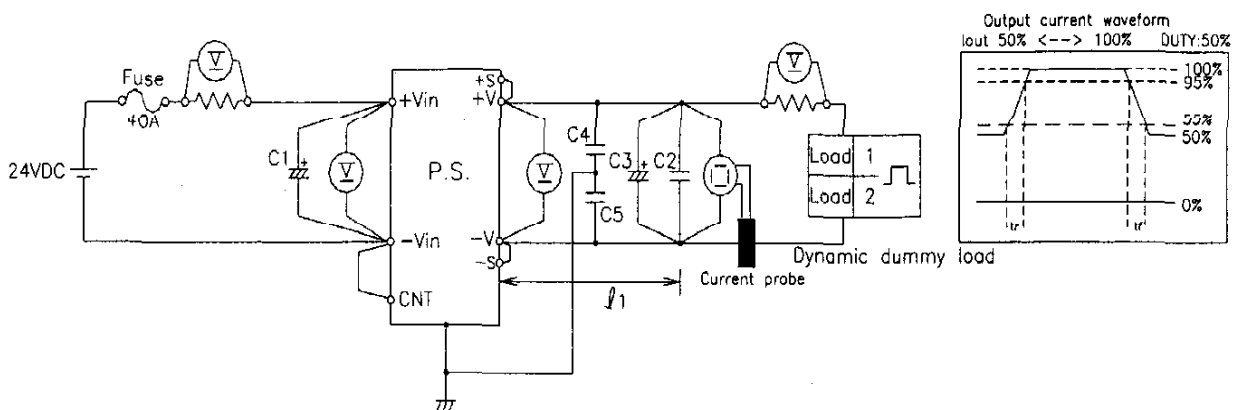 Output current waveform
Iout 50% <--> 100% DUTY:50%
100%
95%
55%
50%
0%
tr
tr
Fuse
40A
V
24VDC
C1
+
V
+Vin
-Vin
CNT
P.S.
+S
+V
-V
-S
V
C4
C5
C3
+
C2
V
Load 1
Load 2
Dynamic dummy load
Current probe
ℓ1